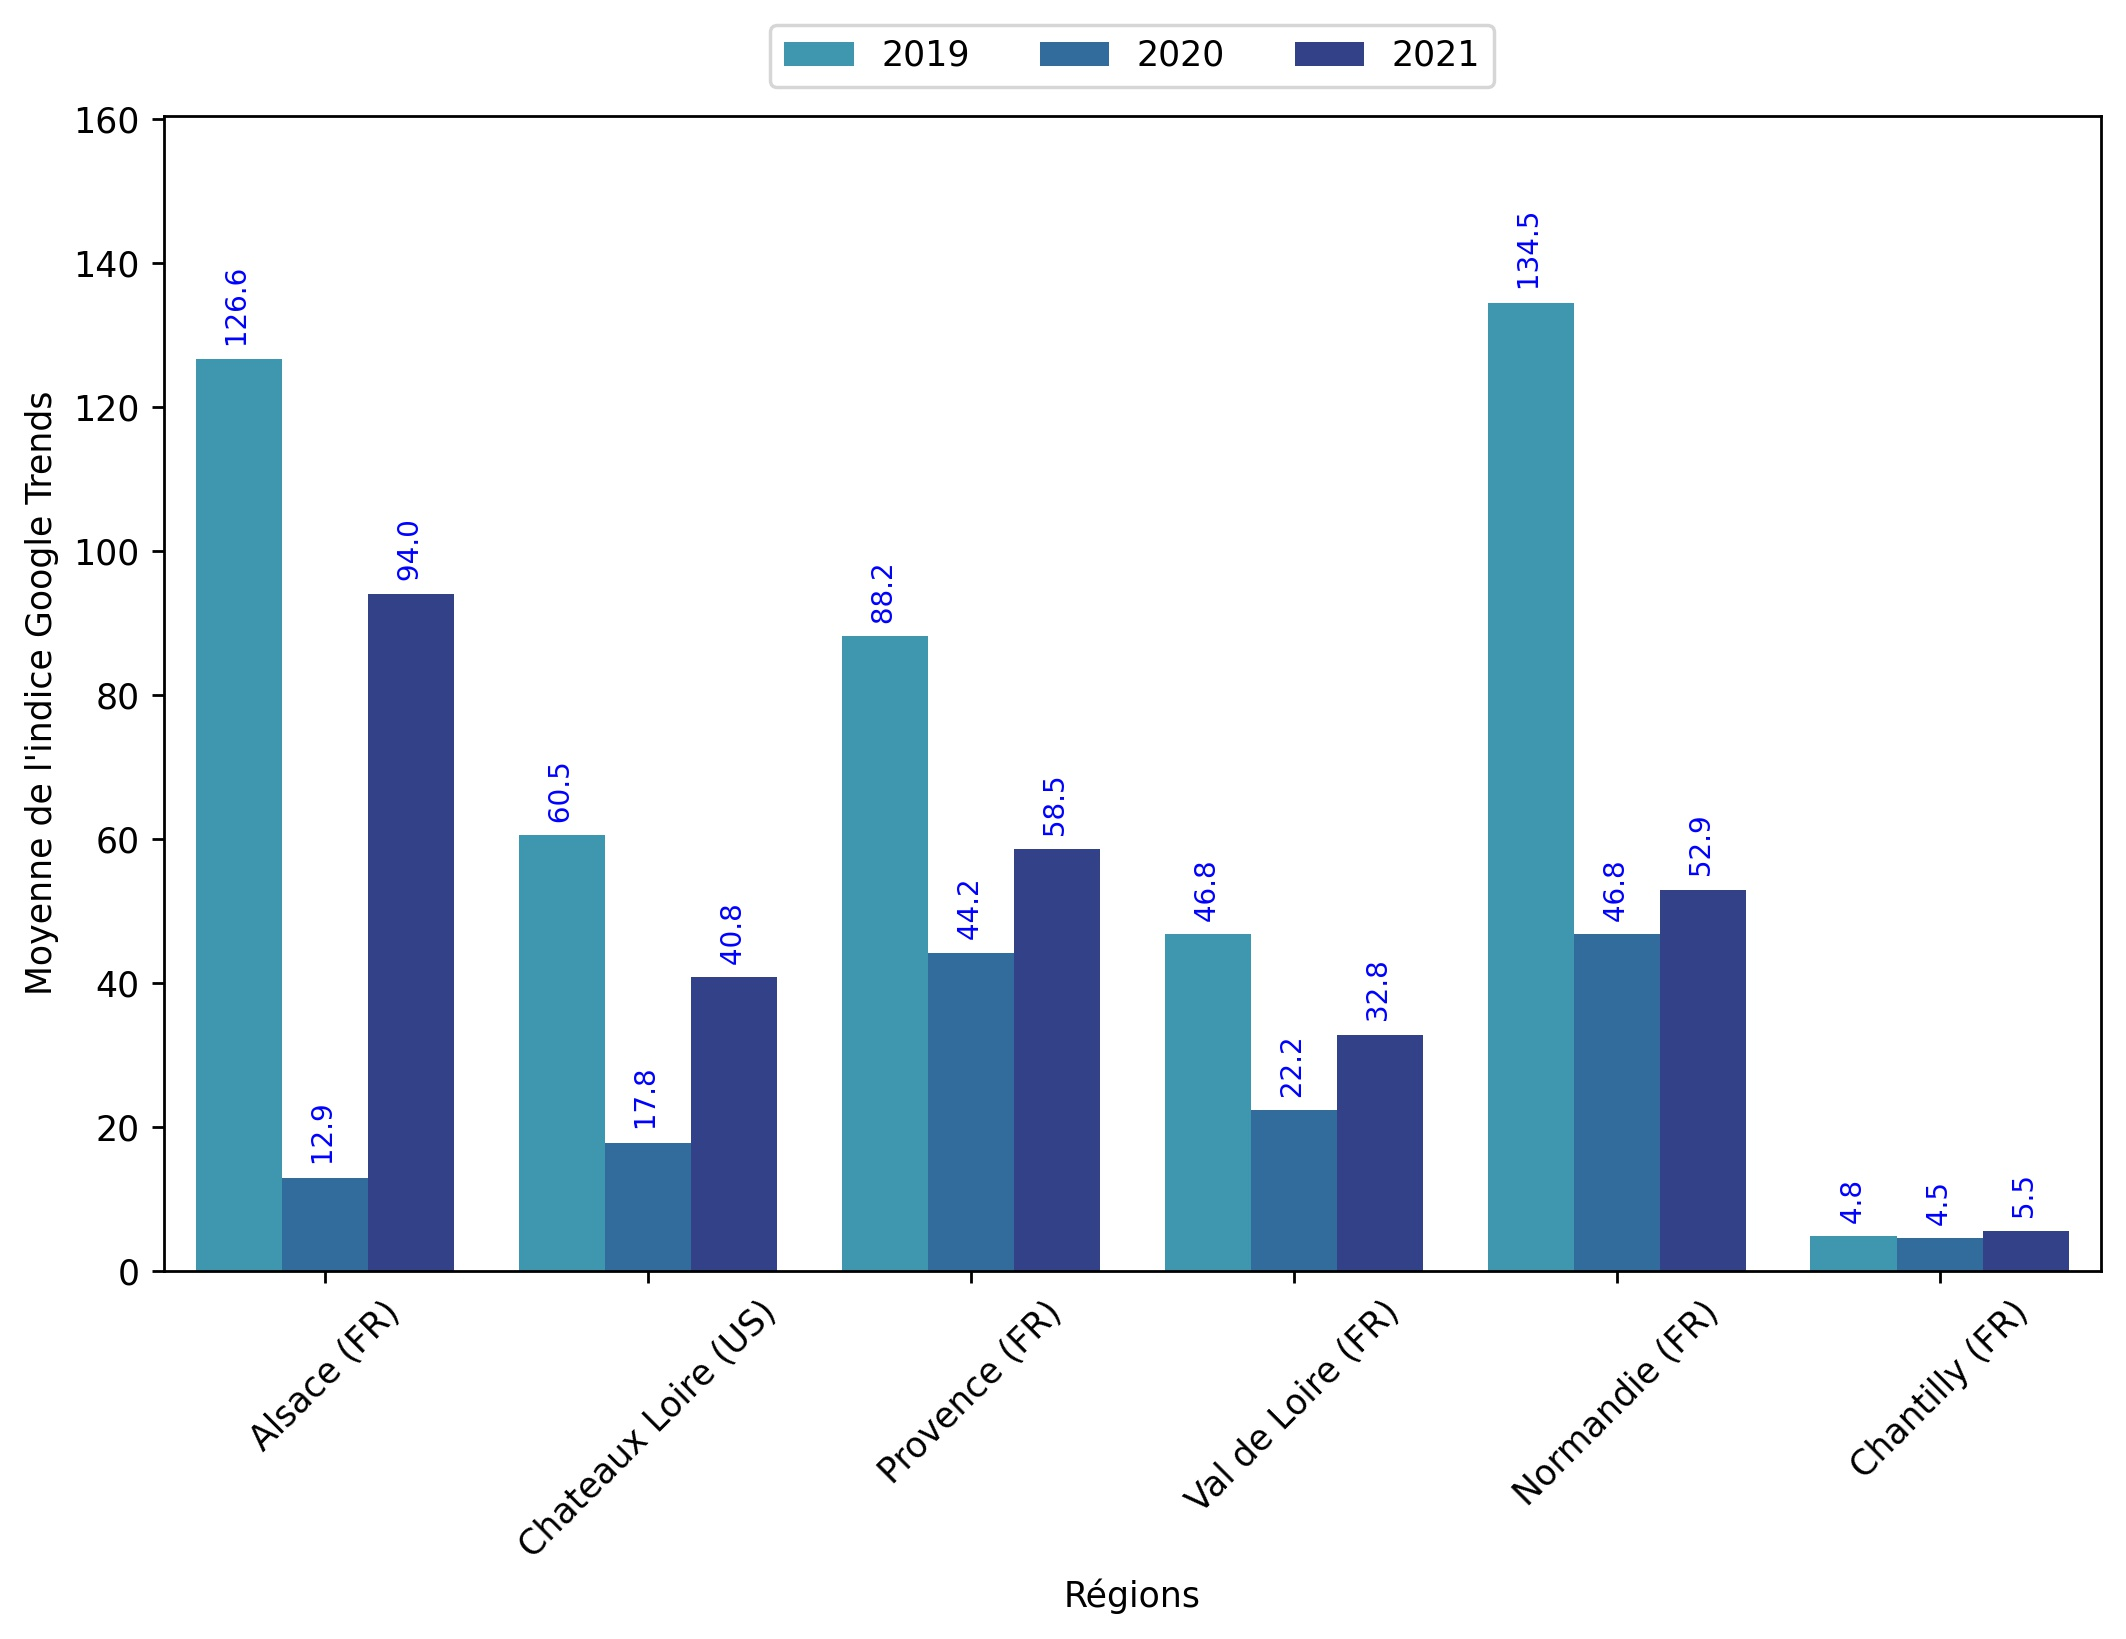 2019 2020 2021
160
140
120
100
80
60
40
20
0
Moyenne de l'indice Google Trends
126.6 12.9 94.0
60.5 17.8 40.8
88.2 44.2 58.5
46.8 22.2 32.8
134.5 46.8 52.9
4.8 4.5 5.5
Alsace (FR)
Chateaux Loire (US)
Provence (FR)
Val de Loire (FR)
Normandie (FR)
Chantilly (FR)
Régions